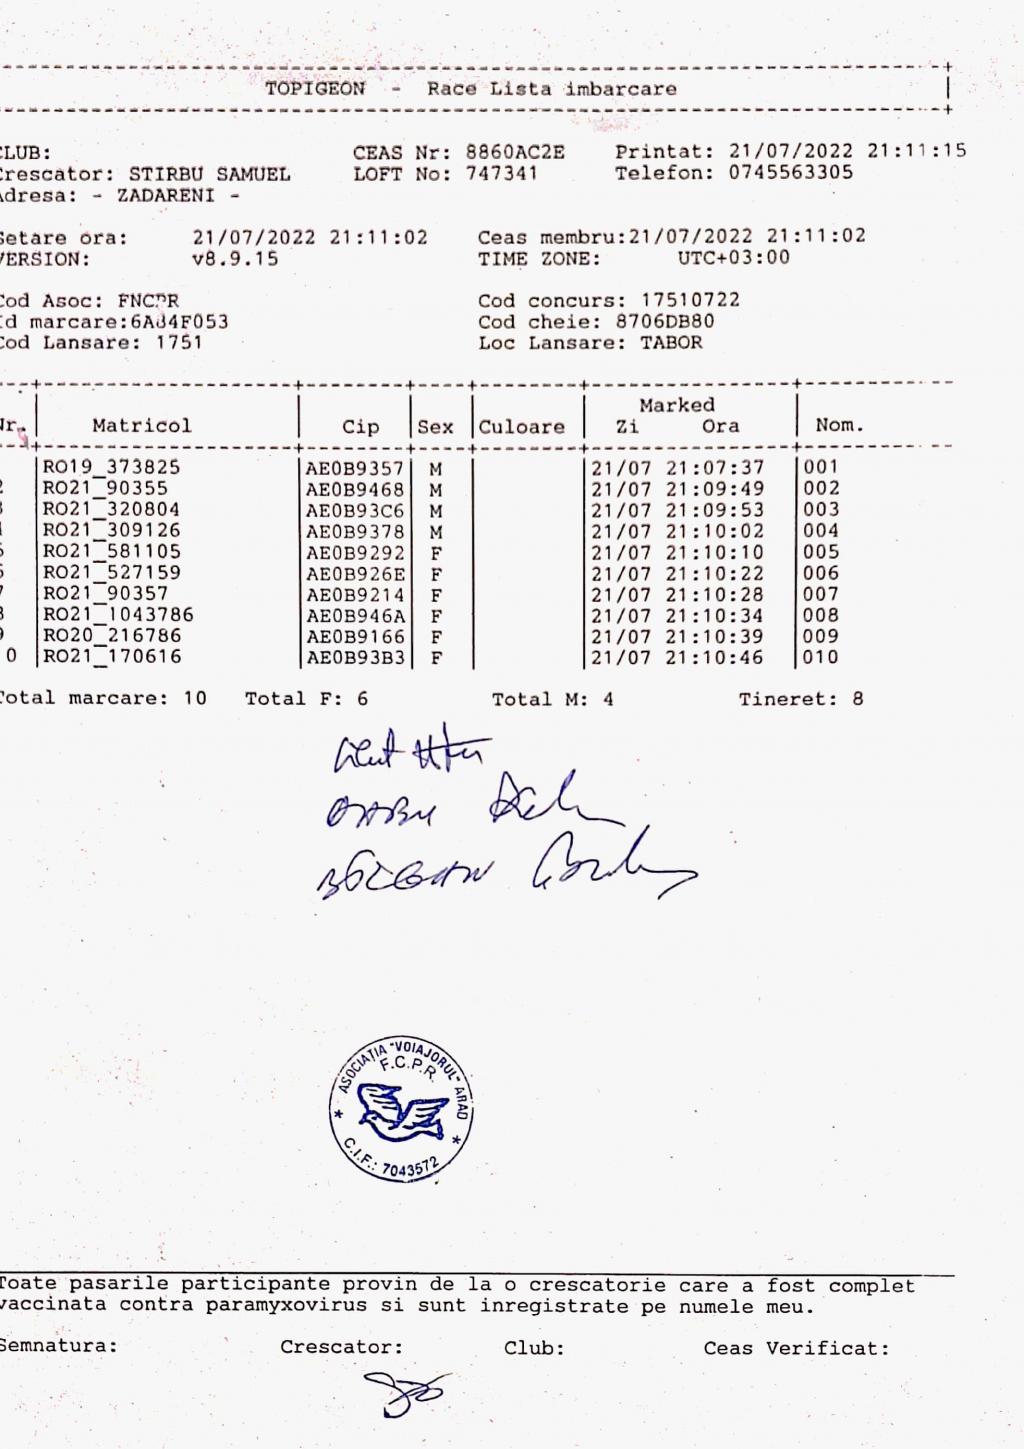 TOPIGEON - Race Lista imbarcare
CLUB: CEAS Nr: 8860AC2E Printat: 21/07/2022 21:11:15
Crescator: STIRBU SAMUEL LOFT No: 747341 Telefon: 0745563305
Adresa: - ZADARENI -
Setare ora: 21/07/2022 21:11:02 Ceas membru:21/07/2022 21:11:02
VERSION: v8.9.15 TIME ZONE: UTC+03:00
Cod Asoc: FNCPR Cod concurs: 17510722
Id marcare:6A84F053 Cod cheie: 8706DB80
Cod Lansare: 1751 Loc Lansare: TABOR
Marked
Nr. Matricol Cip Sex Culoare Zi Ora Nom.
RO19_373825 AE0B9357 M 21/07 21:07:37 001
2 RO21_90355 AE0B9468 M 21/07 21:09:49 002
3 RO21_320804 AE0B93C6 M 21/07 21:09:53 003
4 RO21_309126 AE0B9378 M 21/07 21:10:02 004
5 RO21_581105 AE0B9292 F 21/07 21:10:10 005
6 RO21_527159 AE0B926E F 21/07 21:10:22 006
7 RO21_90357 AE0B9214 F 21/07 21:10:28 007
8 RO21_1043786 AE0B946A F 21/07 21:10:34 008
9 RO20_216786 AE0B9166 F 21/07 21:10:39 009
10 RO21_170616 AE0B93B3 F 21/07 21:10:46 010
Total marcare: 10 Total F: 6 Total M: 4 Tineret: 8
ASOCIAȚIA "VOIAJORUL" ARAD
F.C.P.R.
* C.I.F.: 7043572 *
Toate pasarile participante provin de la o crescatorie care a fost complet
vaccinata contra paramyxovirus si sunt inregistrate pe numele meu.
Semnatura: Crescator: Club: Ceas Verificat: